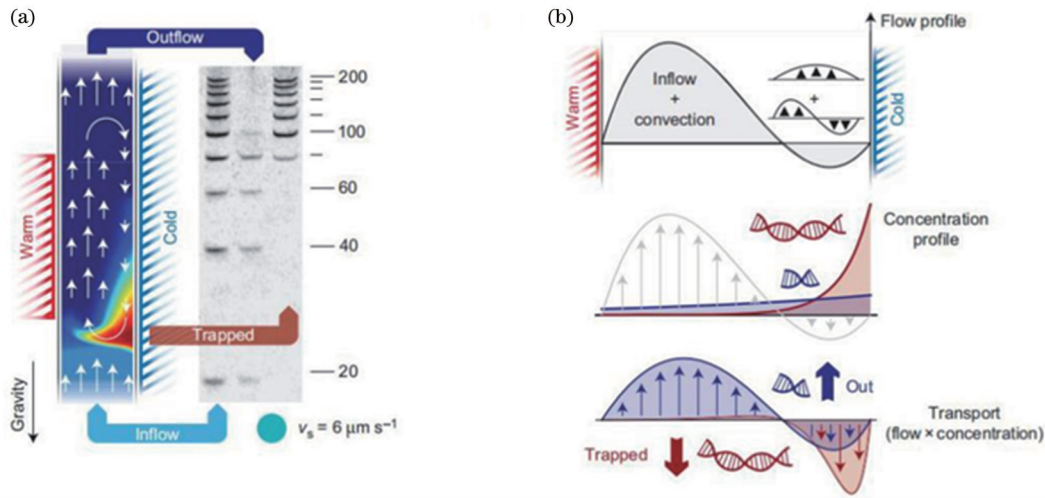 (a)
Outflow
200
100
60
40
20
Warm
Cold
Trapped
Gravity
Inflow
vₛ = 6 μm s⁻¹
(b)
Flow profile
Warm
Inflow
+
convection
+
Cold
Concentration
profile
Out
Transport
(flow × concentration)
Trapped